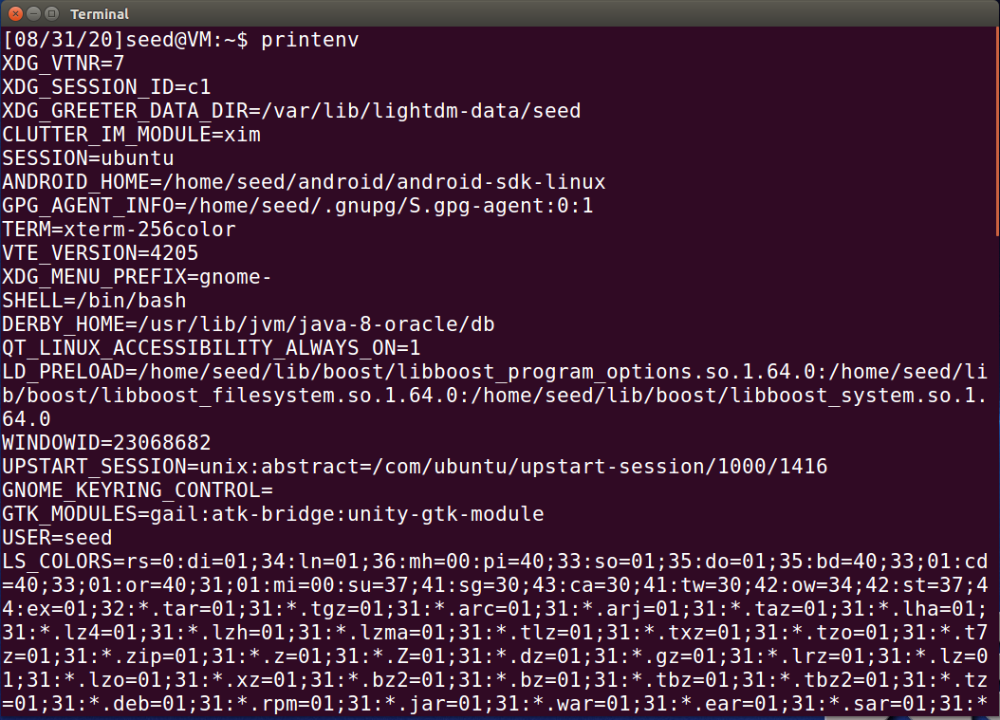 Terminal
[08/31/20]seed@VM:~$ printenv
XDG_VTNR=7
XDG_SESSION_ID=c1
XDG_GREETER_DATA_DIR=/var/lib/lightdm-data/seed
CLUTTER_IM_MODULE=xim
SESSION=ubuntu
ANDROID_HOME=/home/seed/android/android-sdk-linux
GPG_AGENT_INFO=/home/seed/.gnupg/S.gpg-agent:0:1
TERM=xterm-256color
VTE_VERSION=4205
XDG_MENU_PREFIX=gnome-
SHELL=/bin/bash
DERBY_HOME=/usr/lib/jvm/java-8-oracle/db
QT_LINUX_ACCESSIBILITY_ALWAYS_ON=1
LD_PRELOAD=/home/seed/lib/boost/libboost_program_options.so.1.64.0:/home/seed/li
b/boost/libboost_filesystem.so.1.64.0:/home/seed/lib/boost/libboost_system.so.1.
64.0
WINDOWID=23068682
UPSTART_SESSION=unix:abstract=/com/ubuntu/upstart-session/1000/1416
GNOME_KEYRING_CONTROL=
GTK_MODULES=gail:atk-bridge:unity-gtk-module
USER=seed
LS_COLORS=rs=0:di=01;34:ln=01;36:mh=00:pi=40;33:so=01;35:do=01;35:bd=40;33;01:cd
=40;33;01:or=40;31;01:mi=00:su=37;41:sg=30;43:ca=30;41:tw=30;42:ow=34;42:st=37;4
4:ex=01;32:*.tar=01;31:*.tgz=01;31:*.arc=01;31:*.arj=01;31:*.taz=01;31:*.lha=01;
31:*.lz4=01;31:*.lzh=01;31:*.lzma=01;31:*.tlz=01;31:*.txz=01;31:*.tzo=01;31:*.t7
z=01;31:*.zip=01;31:*.z=01;31:*.Z=01;31:*.dz=01;31:*.gz=01;31:*.lrz=01;31:*.lz=0
1;31:*.lzo=01;31:*.xz=01;31:*.bz2=01;31:*.bz=01;31:*.tbz=01;31:*.tbz2=01;31:*.tz
=01;31:*.deb=01;31:*.rpm=01;31:*.jar=01;31:*.war=01;31:*.ear=01;31:*.sar=01;31:*